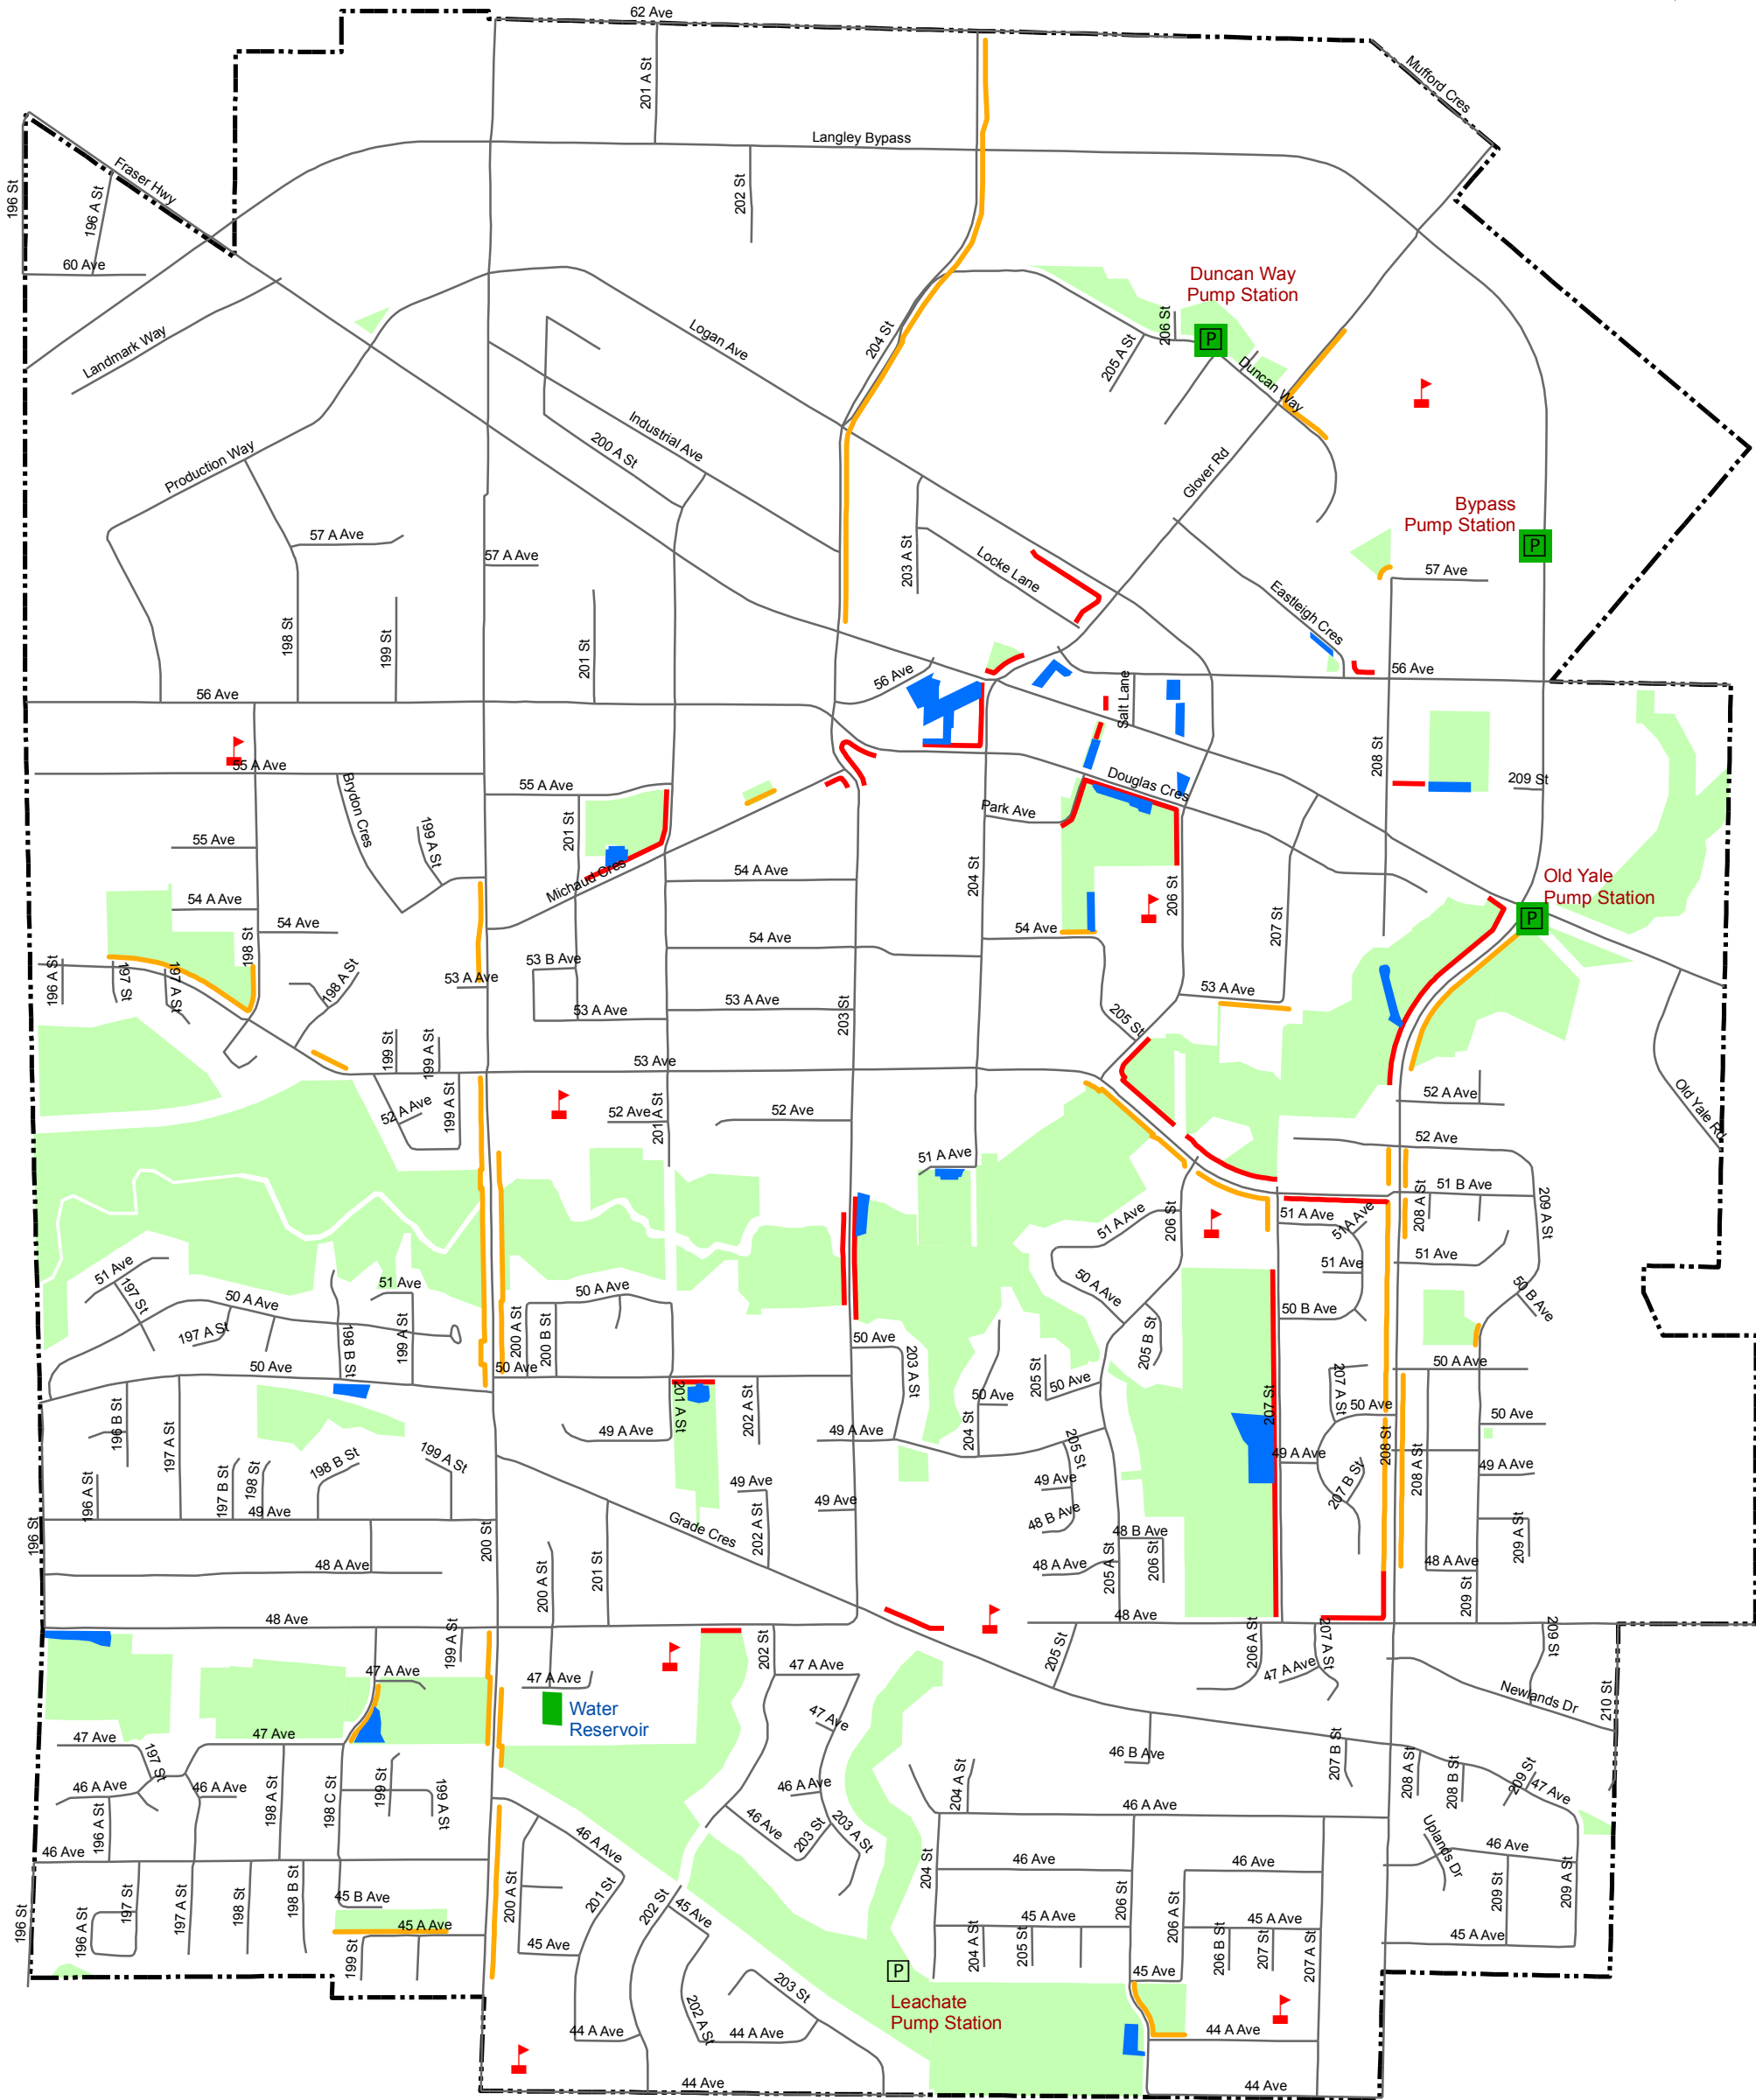 62 Ave
Mufford Cres
201 A St
Langley Bypass
Fraser Hwy
196 St
196 A St
202 St
60 Ave
Duncan Way
Pump Station
Landmark Way
Logan Ave
204 St
206 St
205 A St
Duncan Way
Industrial Ave
200 A St
Production Way
Glover Rd
Bypass
Pump Station
57 A Ave
57 A Ave
203 A St
Locke Lane
57 Ave
Eastleigh Cres
198 St
199 St
201 St
56 Ave
56 Ave
56 Ave
Salt Lane
208 St
55 A Ave
Brydon Cres
55 A Ave
Douglas Cres
209 St
Park Ave
199 A St
201 St
55 Ave
Michaud Cres
54 A Ave
204 St
206 St
Old Yale
Pump Station
54 A Ave
54 Ave
198 St
54 Ave
54 Ave
207 St
196 A St
197 St
197 A St
198 A St
53 A Ave
53 B Ave
53 A Ave
53 A Ave
53 A Ave
203 St
205 St
199 St
199 A St
53 Ave
52 A Ave
199 A St
52 Ave
201 A St
52 Ave
52 A Ave
Old Yale Rd
52 Ave
51 A Ave
51 B Ave
208 A St
209 A St
51 A Ave
206 St
51 A Ave
51 A Ave
51 Ave
51 Ave
51 Ave
197 St
51 Ave
50 A Ave
50 A Ave
50 A Ave
50 B Ave
50 B Ave
197 A St
198 B St
199 A St
200 A St
200 B St
50 Ave
205 B St
50 Ave
50 Ave
203 A St
205 St
50 Ave
50 Ave
207 A St
50 A Ave
201 A St
202 A St
207 St
50 Ave
50 Ave
196 B St
197 A St
49 A Ave
49 A Ave
204 St
205 St
208 St
208 A St
196 A St
197 B St
198 St
198 B St
199 A St
49 Ave
49 Ave
49 A Ave
207 B St
49 A Ave
49 Ave
49 Ave
48 B Ave
48 B Ave
196 St
200 St
Grade Cres
202 A St
209 A St
48 A Ave
200 A St
201 St
48 A Ave
205 A St
206 St
48 A Ave
209 St
48 Ave
48 Ave
199 A St
202 St
205 St
206 A St
207 A St
209 St
47 A Ave
47 A Ave
47 A Ave
47 A Ave
Newlands Dr
210 St
Water
Reservoir
47 Ave
47 Ave
47 Ave
197 St
46 B Ave
207 B St
46 A Ave
46 A Ave
198 A St
198 C St
199 St
199 A St
46 A Ave
204 A St
208 A St
208 B St
209 St
47 Ave
196 A St
46 Ave
203 St
203 A St
46 A Ave
46 A Ave
Uplands Dr
46 Ave
46 Ave
204 St
46 Ave
46 Ave
196 St
196 A St
197 St
197 A St
198 St
198 B St
45 B Ave
45 A Ave
199 St
200 A St
201 St
202 St
45 Ave
45 Ave
206 St
206 A St
45 A Ave
204 A St
205 St
45 A Ave
206 B St
207 St
207 A St
209 St
209 A St
45 A Ave
P
45 Ave
203 St
Leachate
Pump Station
202 A St
44 A Ave
44 A Ave
44 A Ave
44 Ave
44 Ave